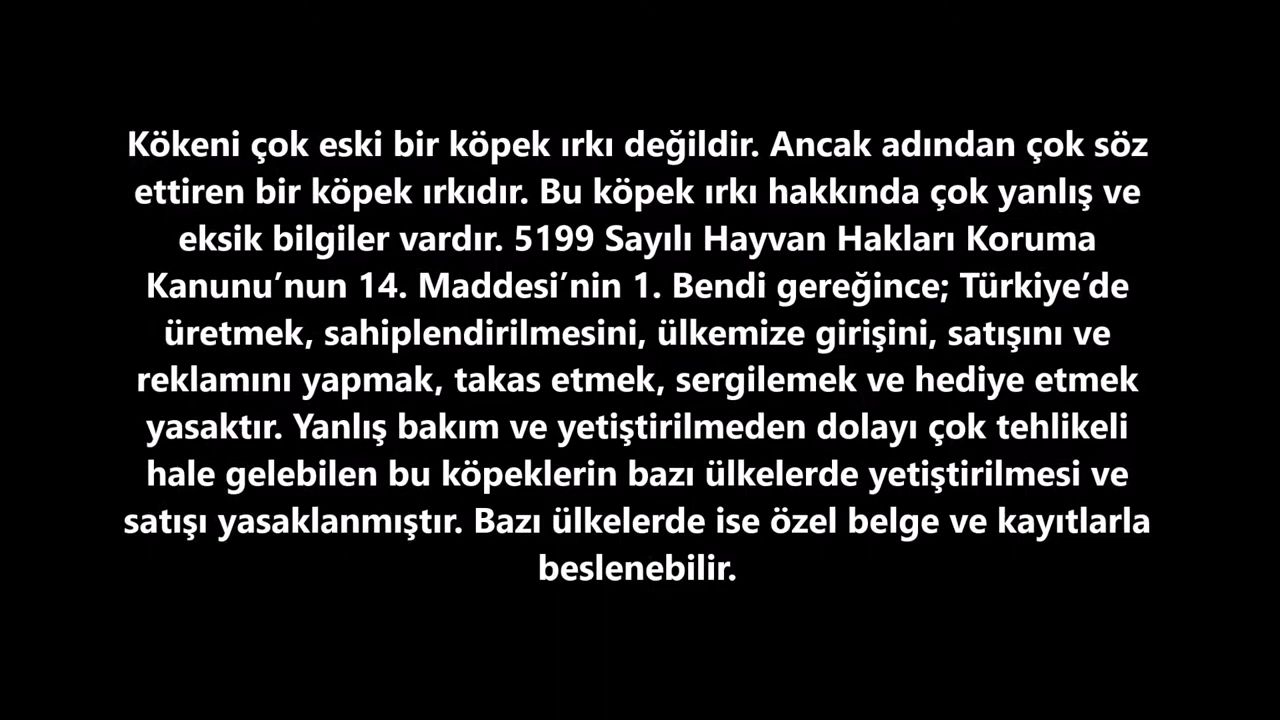 Kökeni çok eski bir köpek ırkı değildir. Ancak adından çok söz
ettiren bir köpek ırkıdır. Bu köpek ırkı hakkında çok yanlış ve
eksik bilgiler vardır. 5199 Sayılı Hayvan Hakları Koruma
Kanunu’nun 14. Maddesi’nin 1. Bendi gereğince; Türkiye’de
üretmek, sahiplendirilmesini, ülkemize girişini, satışını ve
reklamını yapmak, takas etmek, sergilemek ve hediye etmek
yasaktır. Yanlış bakım ve yetiştirilmeden dolayı çok tehlikeli
hale gelebilen bu köpeklerin bazı ülkelerde yetiştirilmesi ve
satışı yasaklanmıştır. Bazı ülkelerde ise özel belge ve kayıtlarla
beslenebilir.